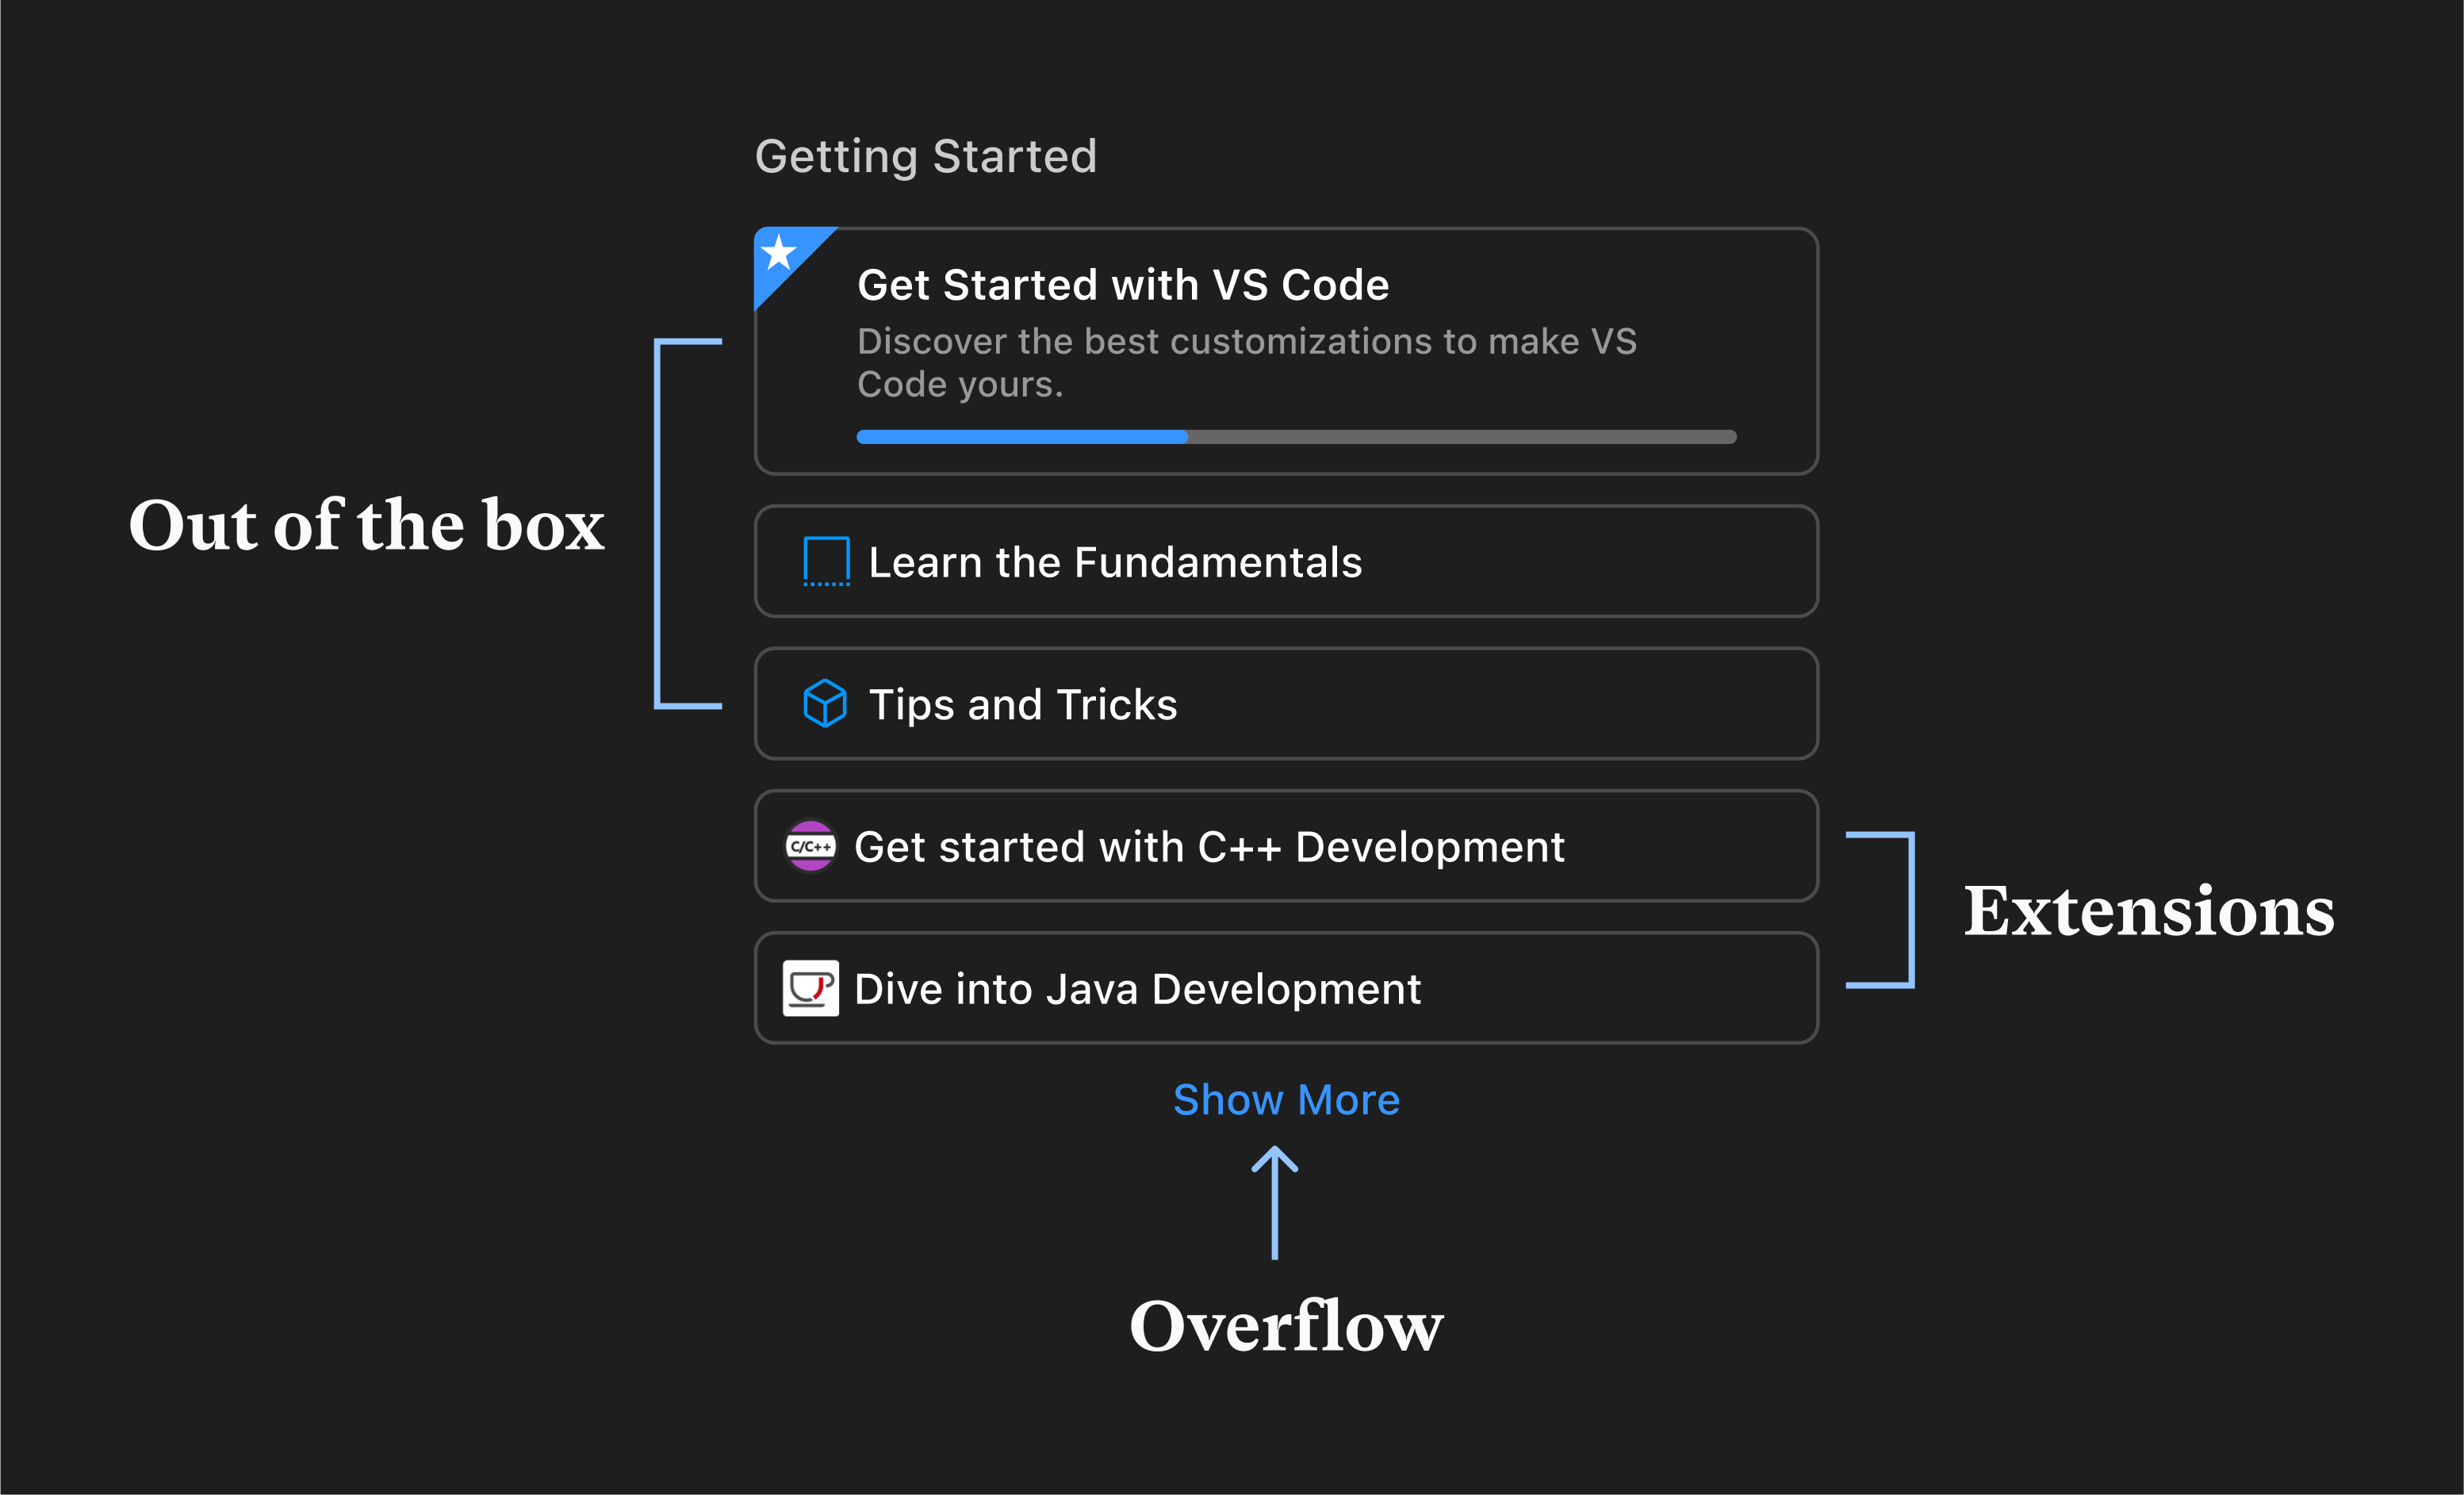 Getting Started
Get Started with VS Code
Discover the best customizations to make VS
Code yours.
Out of the box
Learn the Fundamentals
Tips and Tricks
C/C++
Get started with C++ Development
Extensions
Dive into Java Development
Show More
Overflow